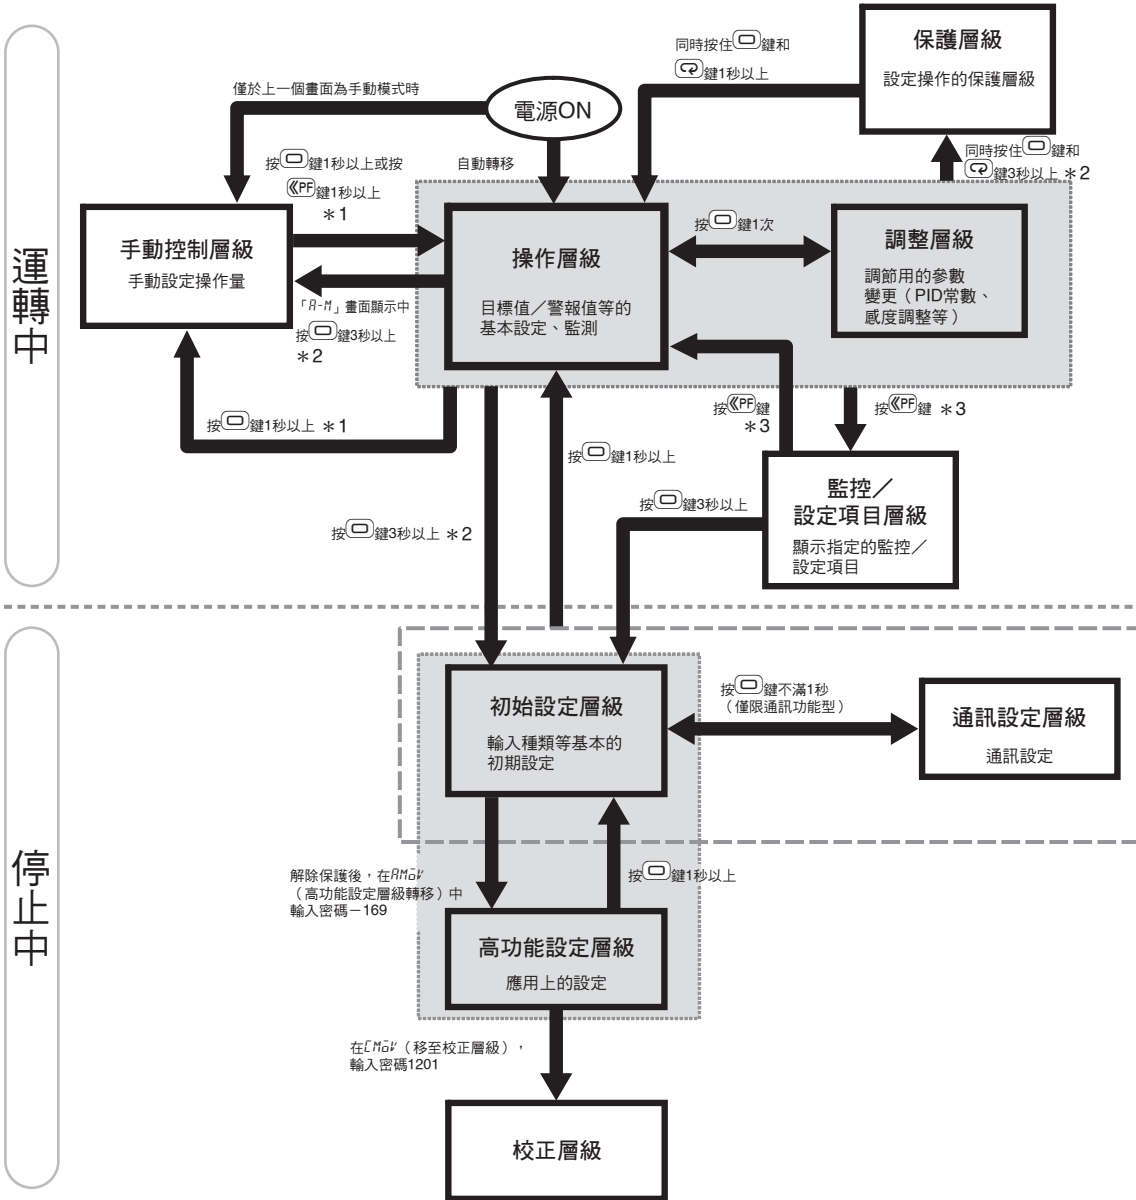 運轉中
停止中
僅於上一個畫面為手動模式時
電源ON
自動轉移
同時按住鍵和
鍵1秒以上
保護層級
設定操作的保護層級
同時按住鍵和
鍵3秒以上 *2
按鍵1秒以上或按
《PF鍵1秒以上
*1
手動控制層級
手動設定操作量
「A-M」畫面顯示中
按鍵3秒以上
*2
操作層級
目標值/警報值等的
基本設定、監測
按鍵1次
調整層級
調節用的參數
變更(PID常數、
感度調整等)
按鍵1秒以上 *1
按《PF鍵
*3
按《PF鍵 *3
按鍵1秒以上
監控/
設定項目層級
顯示指定的監控/
設定項目
按鍵3秒以上
按鍵3秒以上 *2
初始設定層級
輸入種類等基本的
初期設定
按鍵不滿1秒
(僅限通訊功能型)
通訊設定層級
通訊設定
解除保護後,在AMoV
(高功能設定層級轉移)中
輸入密碼-169
按鍵1秒以上
高功能設定層級
應用上的設定
在CMoV(移至校正層級),
輸入密碼1201
校正層級